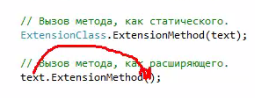 // Вызов метода, как статического.
ExtensionClass.ExtensionMethod(text);
// Вызов метода, как расширяющего.
text.ExtensionMethod();